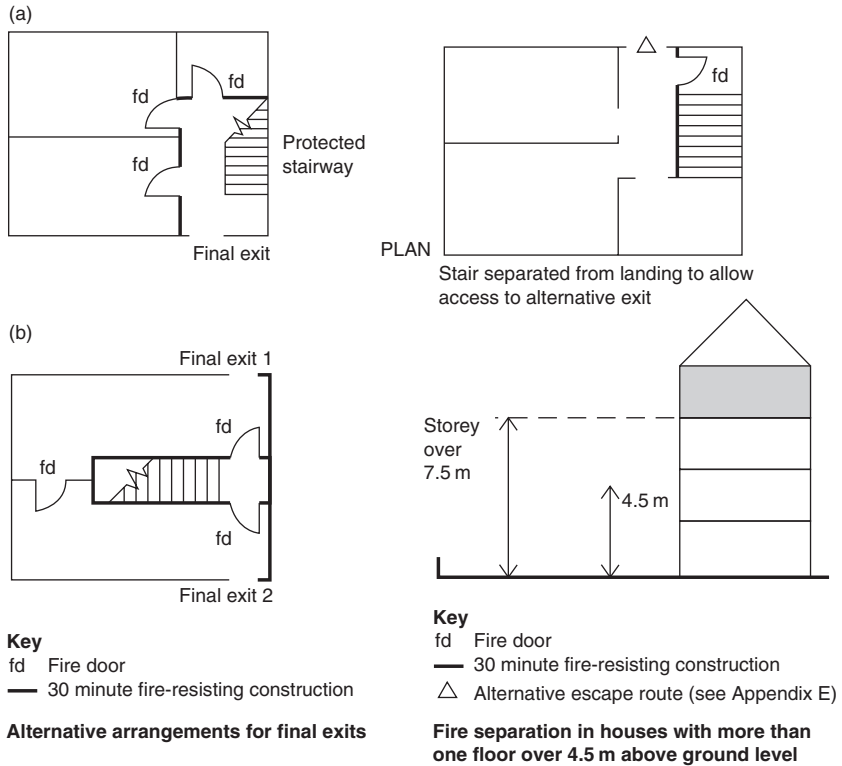 (a)
fd
fd
fd
Protected
stairway
Final exit
fd
PLAN
Stair separated from landing to allow
access to alternative exit
(b)
Final exit 1
fd
fd
fd
Final exit 2
Storey
over
7.5 m
4.5 m
Key
fd Fire door
30 minute fire-resisting construction
Alternative arrangements for final exits
Key
fd Fire door
30 minute fire-resisting construction
Alternative escape route (see Appendix E)
Fire separation in houses with more than
one floor over 4.5 m above ground level